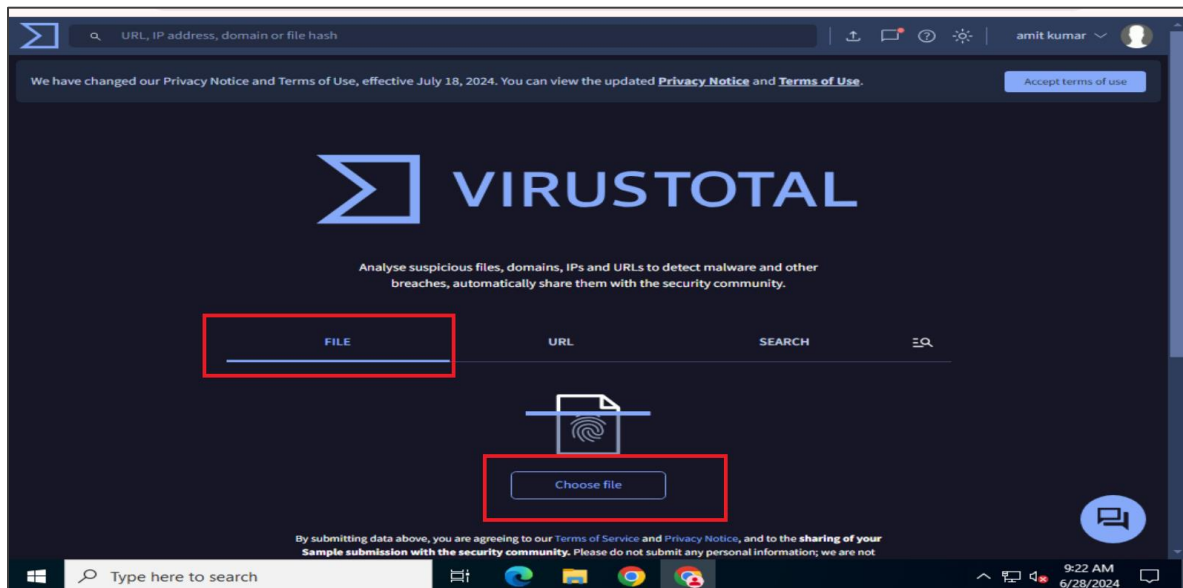 URL, IP address, domain or file hash
amit kumar
We have changed our Privacy Notice and Terms of Use, effective July 18, 2024. You can view the updated Privacy Notice and Terms of Use.
Accept terms of use
VIRUSTOTAL
Analyse suspicious files, domains, IPs and URLs to detect malware and other
breaches, automatically share them with the security community.
FILE URL SEARCH
Choose file
By submitting data above, you are agreeing to our Terms of Service and Privacy Notice, and to the sharing of your
Sample submission with the security community. Please do not submit any personal information; we are not
Type here to search
9:22 AM
6/28/2024